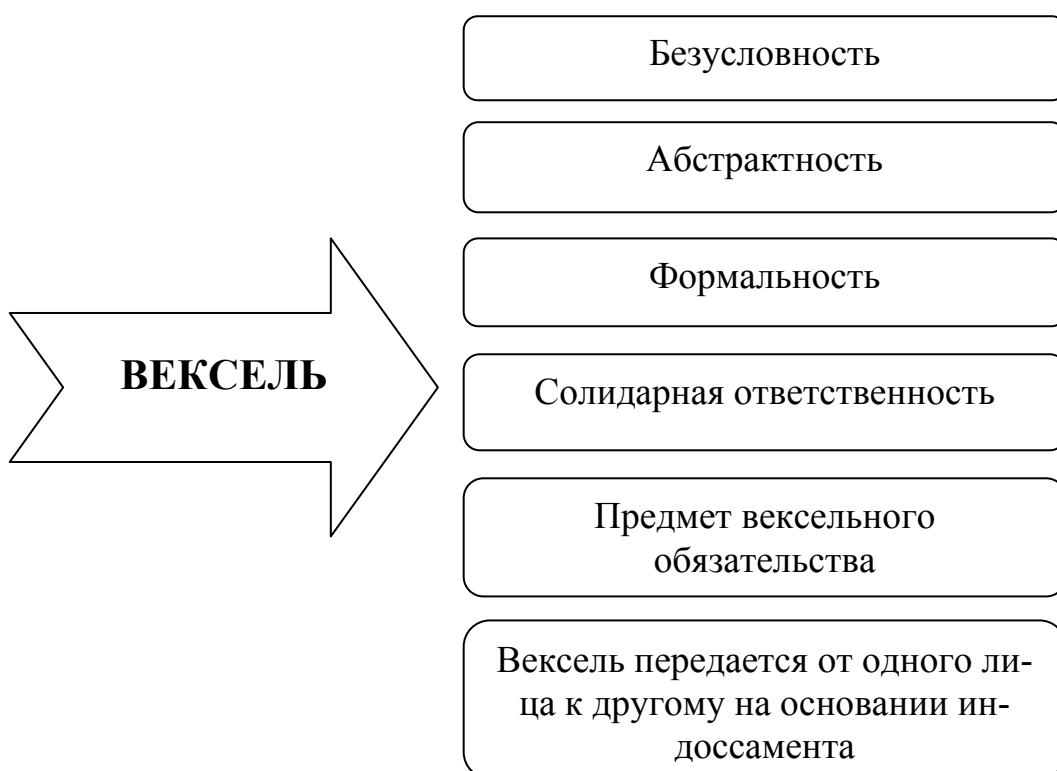 Безусловность
Абстрактность
Формальность
ВЕКСЕЛЬ
Солидарная ответственность
Предмет вексельного
обязательства
Вексель передается от одного ли-
ца к другому на основании ин-
доссамента